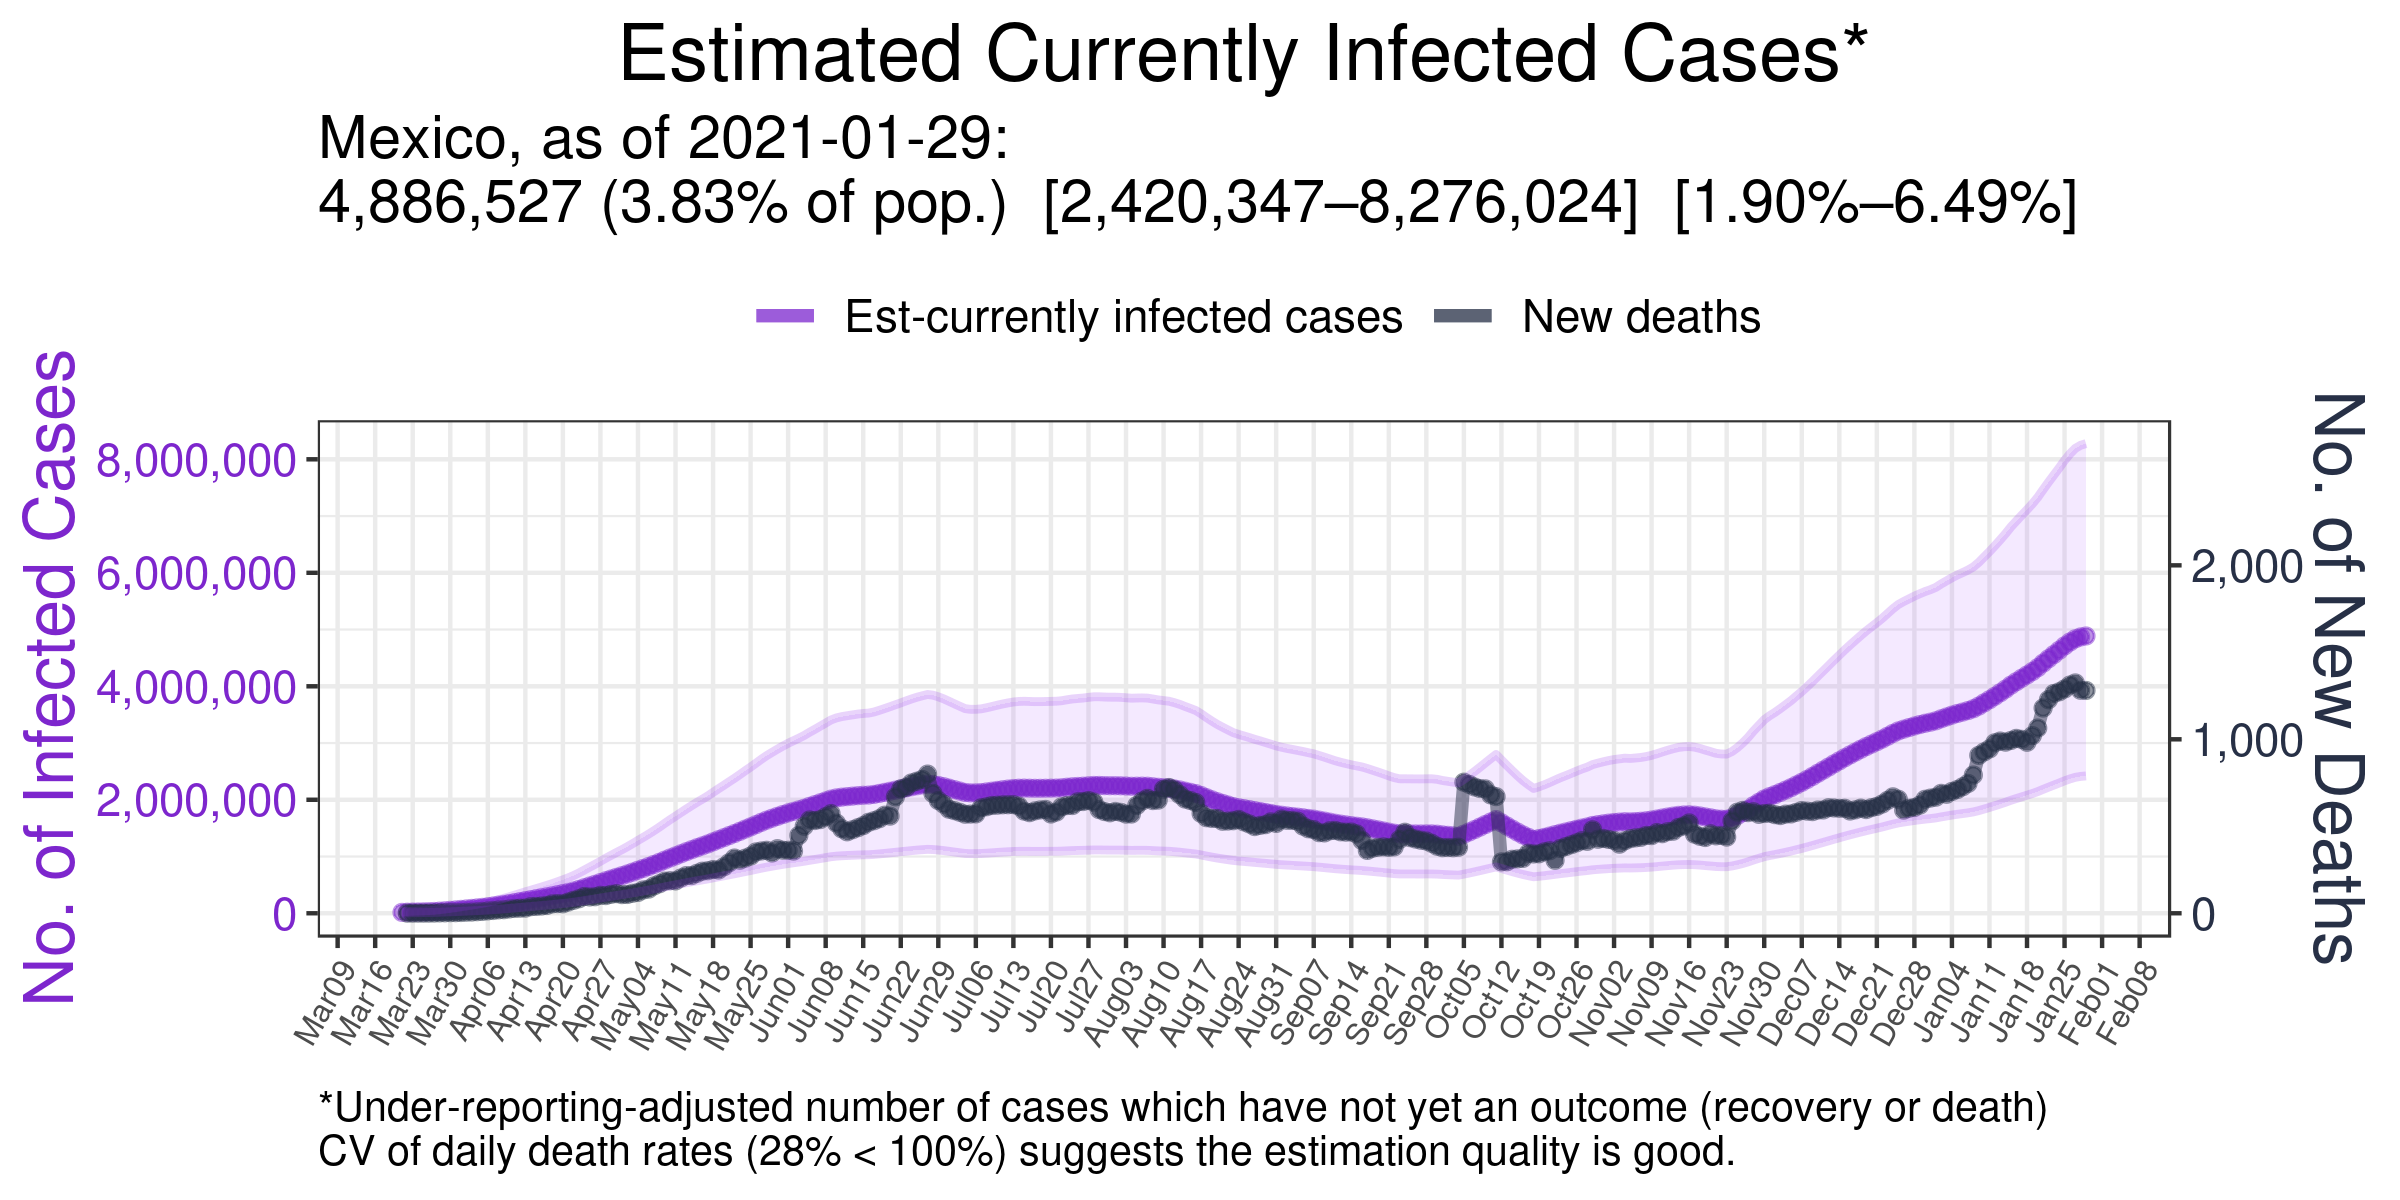 Estimated Currently Infected Cases*
Mexico, as of 2021-01-29:
4,886,527 (3.83% of pop.) [2,420,347–8,276,024] [1.90%–6.49%]
Est-currently infected cases
New deaths
No. of Infected Cases
8,000,000
6,000,000
4,000,000
2,000,000
0
2,000
1,000
0
No. of New Deaths
Mar09
Mar16
Mar23
Mar30
Apr06
Apr13
Apr20
Apr27
May04
May11
May18
May25
Jun01
Jun08
Jun15
Jun22
Jun29
Jul06
Jul13
Jul20
Jul27
Aug03
Aug10
Aug17
Aug24
Aug31
Sep07
Sep14
Sep21
Sep28
Oct05
Oct12
Oct19
Oct26
Nov02
Nov09
Nov16
Nov23
Nov30
Dec07
Dec14
Dec21
Dec28
Jan04
Jan11
Jan18
Jan25
Feb01
Feb08
*Under-reporting-adjusted number of cases which have not yet an outcome (recovery or death)
CV of daily death rates (28% < 100%) suggests the estimation quality is good.